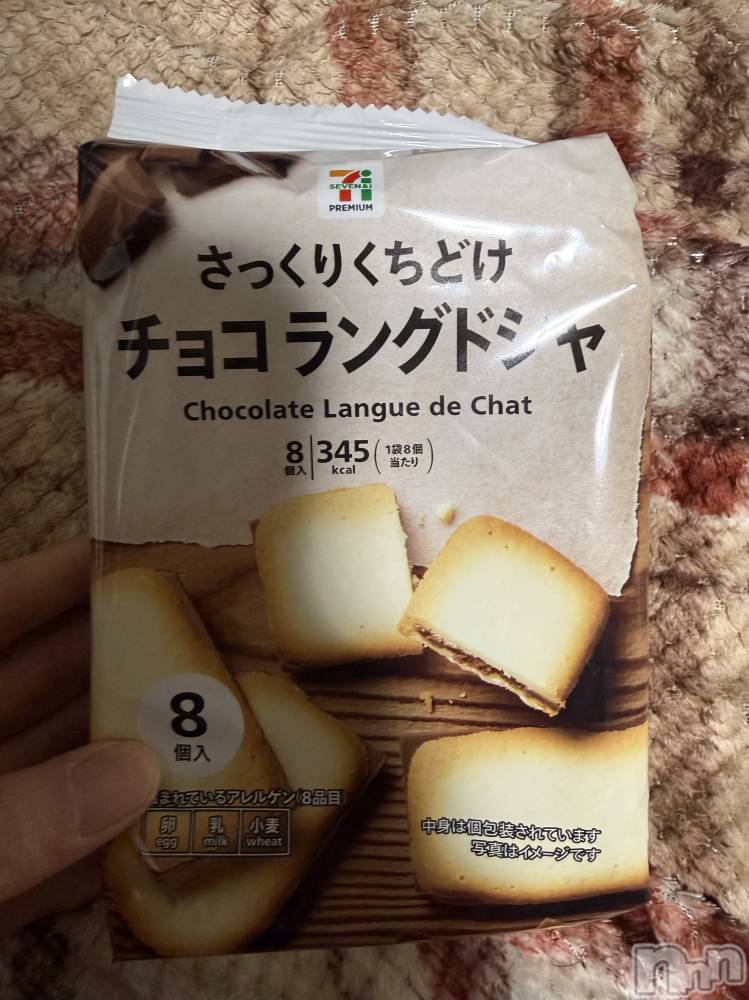 SEVEN&i
PREMIUM
さっくりくちどけ
チョコラングドシャ
Chocolate Langue de Chat
8個入 345kcal (1袋8個当たり)
8
個入
まれているアレルゲン(8品目)
卵 乳 小麦
egg milk wheat
中身は個包装されています
写真はイメージです